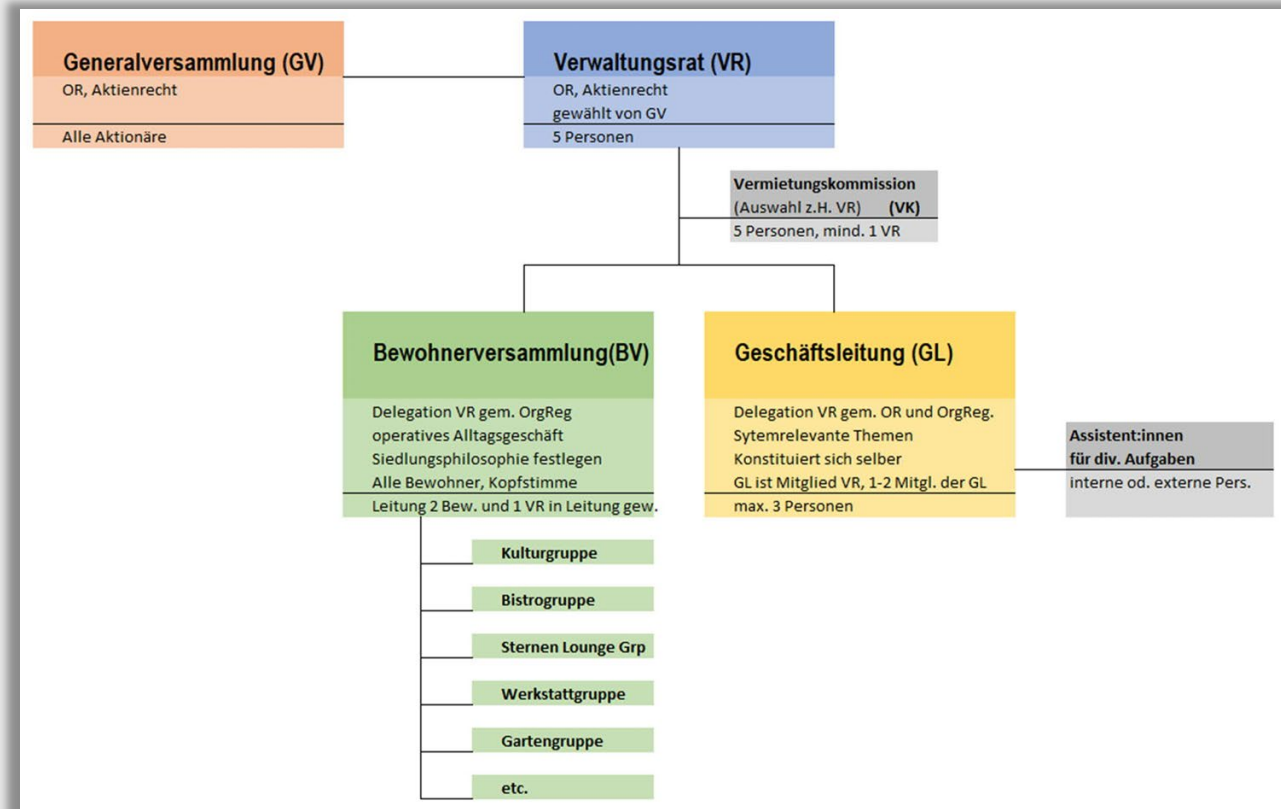 Generalversammlung (GV)
OR, Aktienrecht
Alle Aktionäre
Verwaltungsrat (VR)
OR, Aktienrecht
gewählt von GV
5 Personen
Vermietungskommission
(Auswahl z.H. VR) (VK)
5 Personen, mind. 1 VR
Bewohnerversammlung(BV)
Delegation VR gem. OrgReg
operatives Alltagsgeschäft
Siedlungsphilosophie festlegen
Alle Bewohner, Kopfstimme
Leitung 2 Bew. und 1 VR in Leitung gew.
Geschäftsleitung (GL)
Delegation VR gem. OR und OrgReg.
Sytemrelevante Themen
Konstituiert sich selber
GL ist Mitglied VR, 1-2 Mitgl. der GL
max. 3 Personen
Assistent:innen
für div. Aufgaben
interne od. externe Pers.
Kulturgruppe
Bistrogruppe
Sternen Lounge Grp
Werkstattgruppe
Gartengruppe
etc.